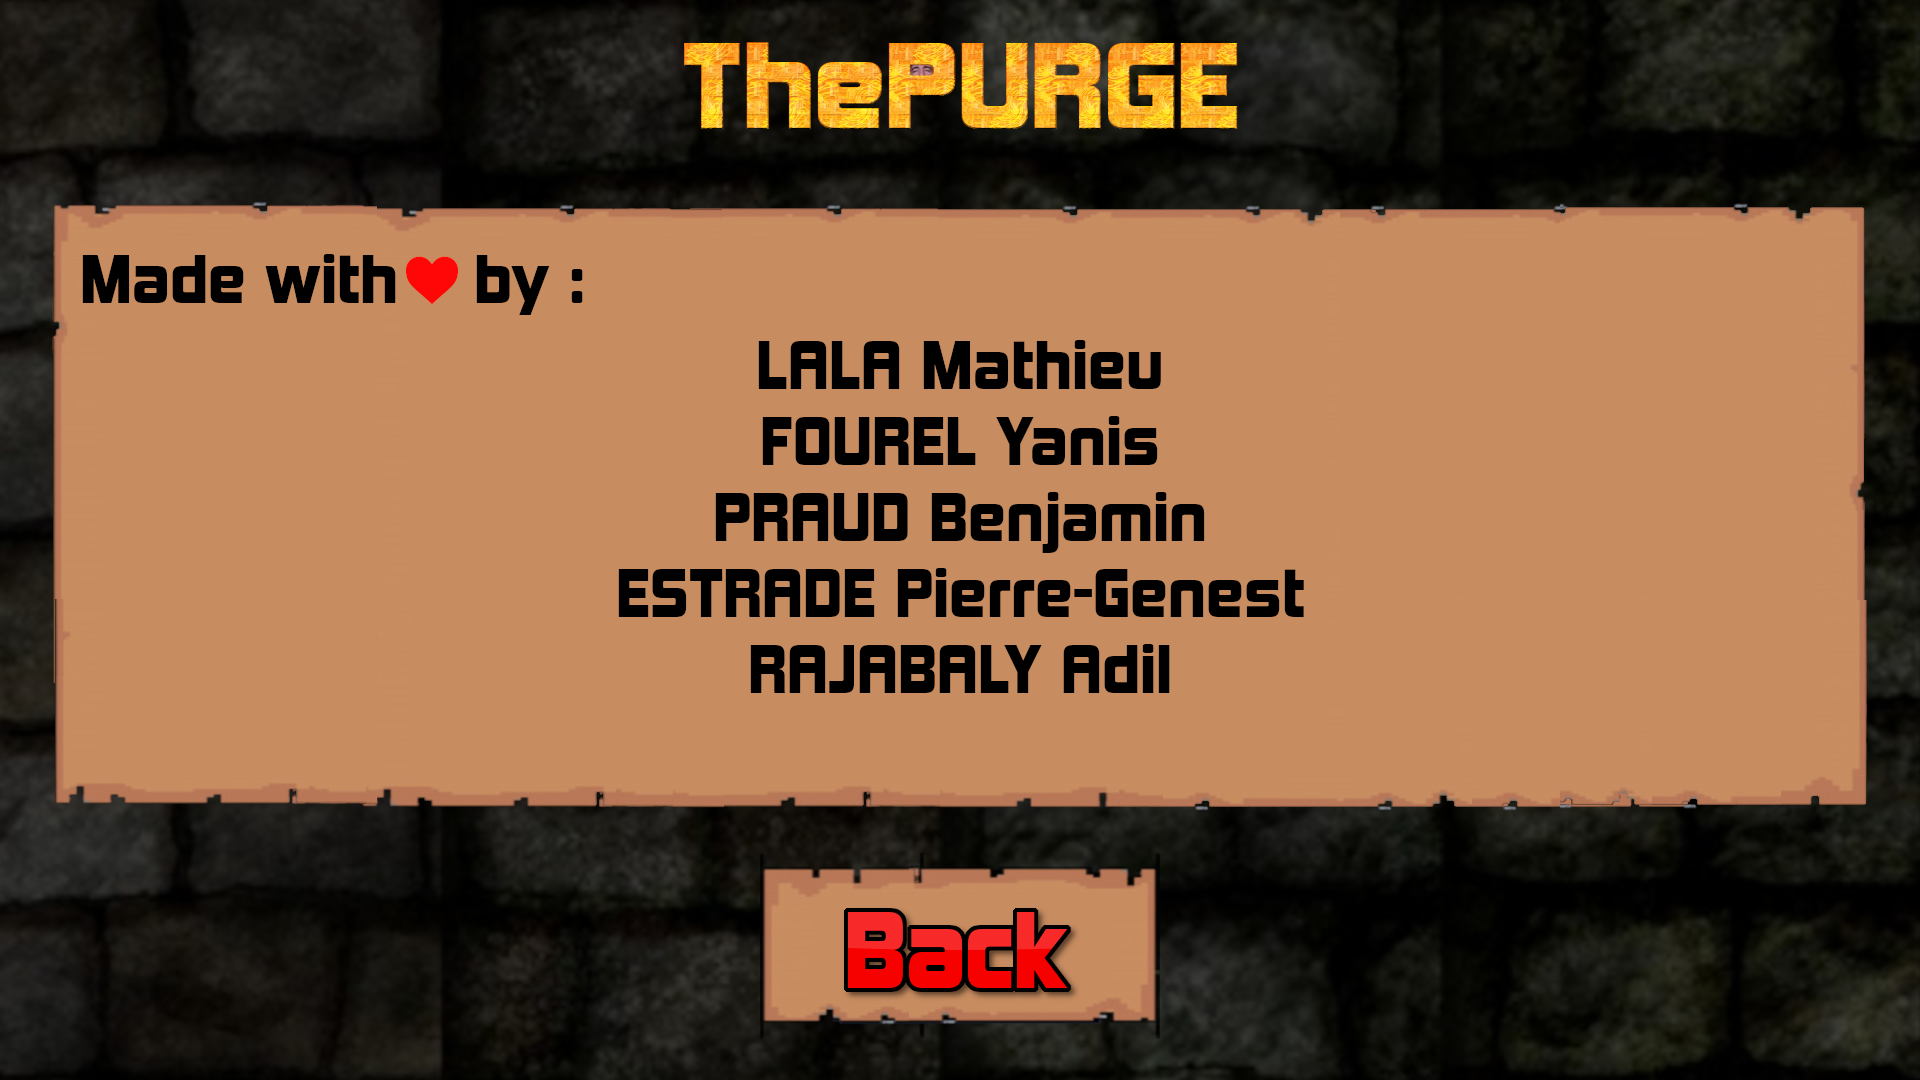 ThePURGE
Made with ❤ by :
LALA Mathieu
FOUREL Yanis
PRAUD Benjamin
ESTRADE Pierre-Genest
RAJABALY Adil
Back